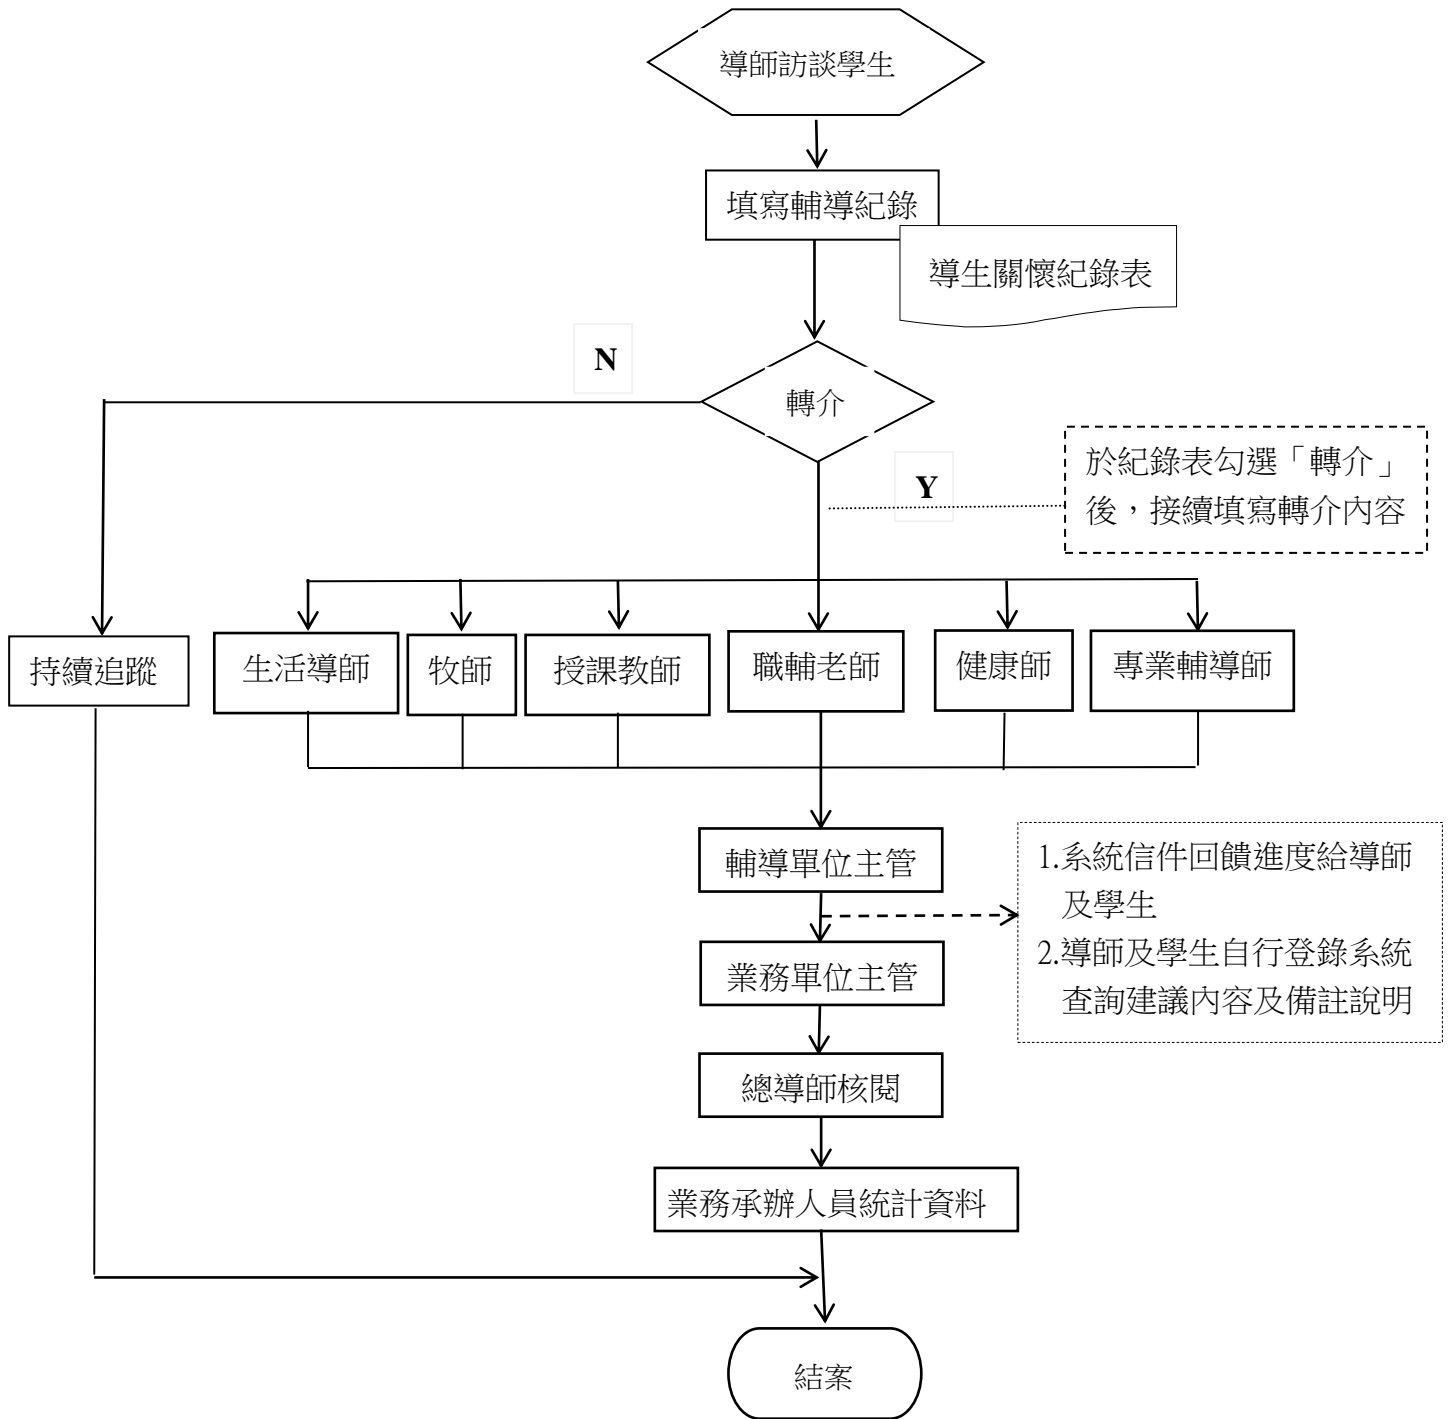 導師訪談學生
填寫輔導紀錄
導生關懷紀錄表
N
轉介
於紀錄表勾選「轉介」
後，接續填寫轉介內容
Y
持續追蹤
生活導師
牧師
授課教師
職輔老師
健康師
專業輔導師
輔導單位主管
1.系統信件回饋進度給導師
及學生
2.導師及學生自行登錄系統
查詢建議內容及備註說明
業務單位主管
總導師核閱
業務承辦人員統計資料
結案